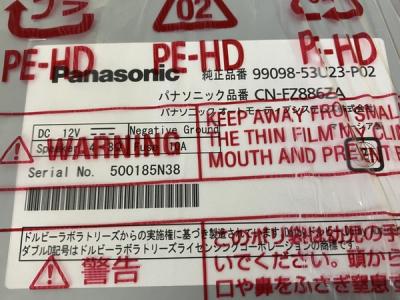 02
PE-HD PE-HD PE-HD
Panasonic 純正品番 99098-53U23-P02
パナソニック品番 CN-FZ886ZA
DC 12V Negative Ground
KEEP AWAY FROM SMALL
WARNING THE THIN FILM MY CLI
MOUTH AND PREVENT
Serial No. 500185N38
ドルビーラボラトリーズからの実施権に基づき製造されて
ダブルD記号はドルビーラボラトリーズライセンシングコーポレーションの商標です。
警告
いでください。頭から
口や鼻をふさぎ窒息